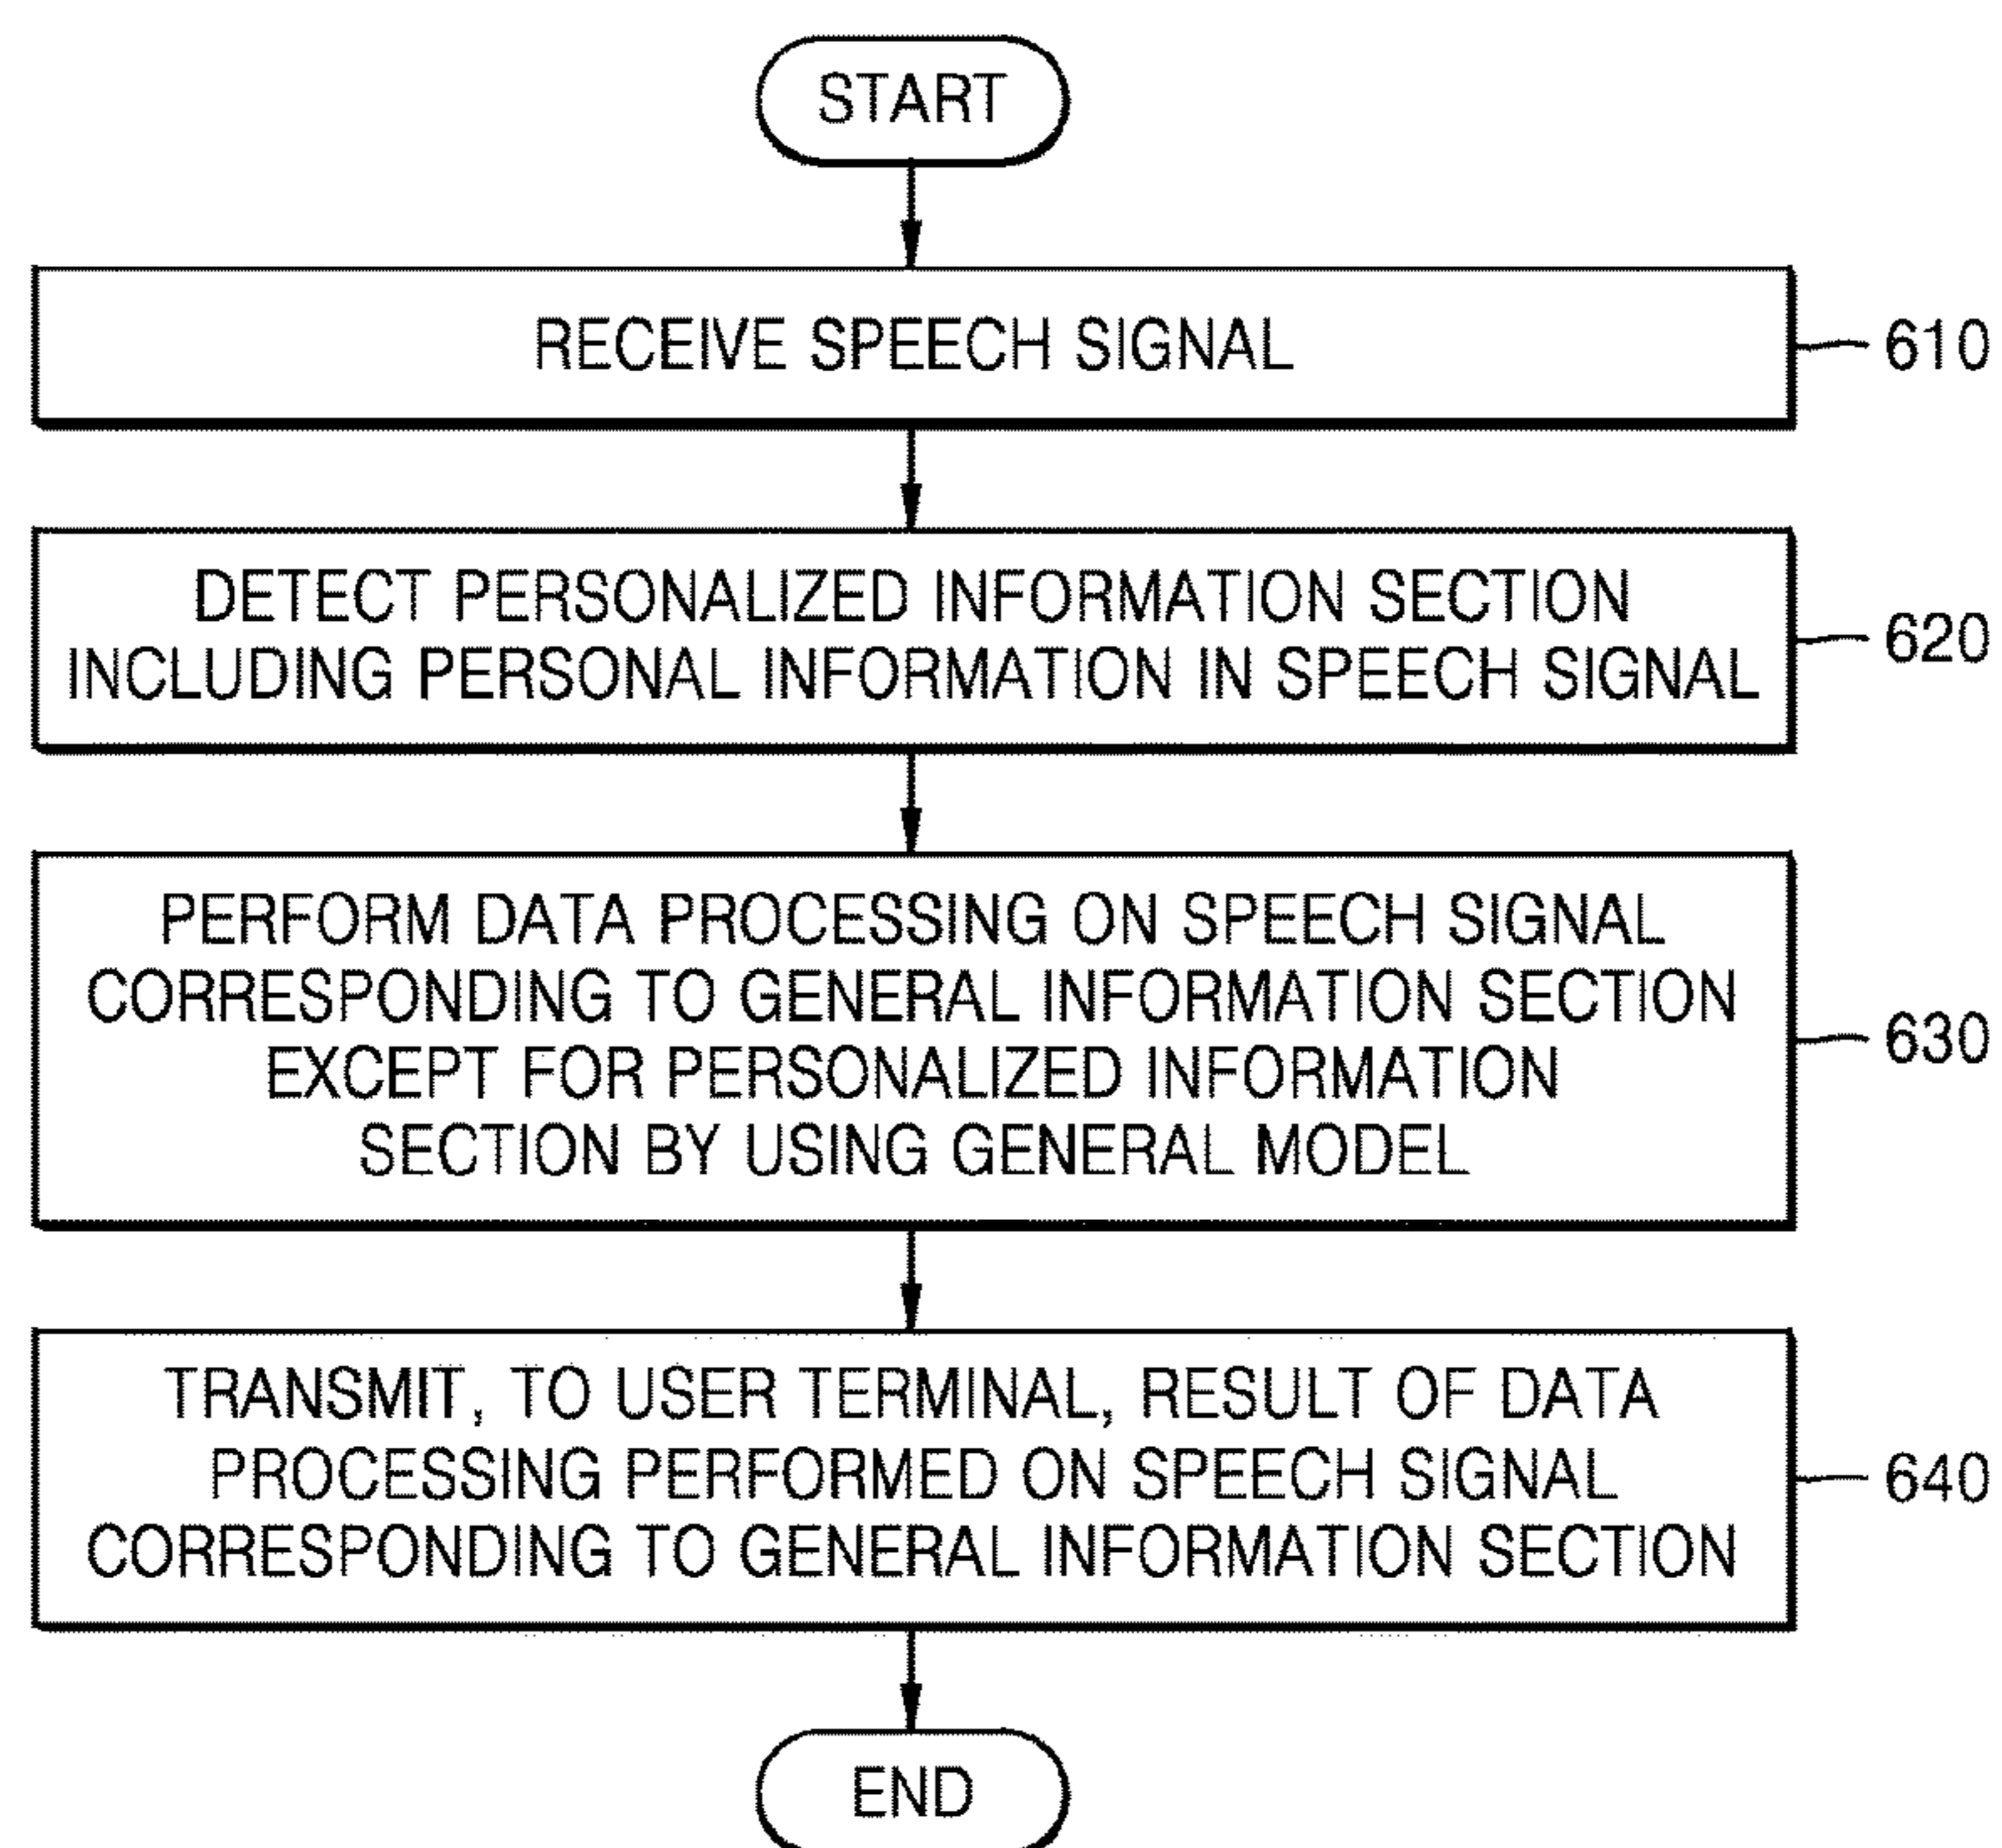 START
RECEIVE SPEECH SIGNAL
610
DETECT PERSONALIZED INFORMATION SECTION
INCLUDING PERSONAL INFORMATION IN SPEECH SIGNAL
620
PERFORM DATA PROCESSING ON SPEECH SIGNAL
CORRESPONDING TO GENERAL INFORMATION SECTION
EXCEPT FOR PERSONALIZED INFORMATION
SECTION BY USING GENERAL MODEL
630
TRANSMIT, TO USER TERMINAL, RESULT OF DATA
PROCESSING PERFORMED ON SPEECH SIGNAL
CORRESPONDING TO GENERAL INFORMATION SECTION
640
END